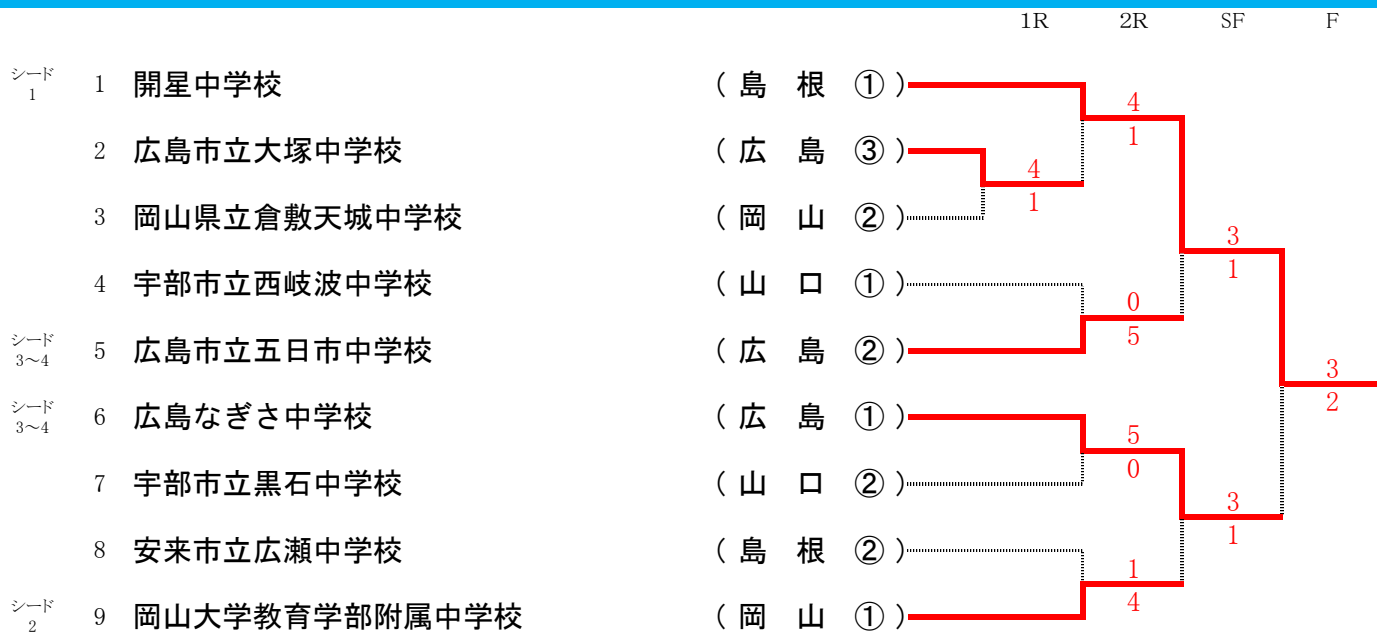 1R 2R SF F
シード 1 1 開星中学校 ( 島 根 ① )
4
1
2 広島市立大塚中学校 ( 広 島 ③ )
4
1
3 岡山県立倉敷天城中学校 ( 岡 山 ② )
3
1
4 宇部市立西岐波中学校 ( 山 口 ① )
0
5
シード 3~4 5 広島市立五日市中学校 ( 広 島 ② )
3
2
シード 3~4 6 広島なぎさ中学校 ( 広 島 ① )
5
0
7 宇部市立黒石中学校 ( 山 口 ② )
3
1
8 安来市立広瀬中学校 ( 島 根 ② )
1
4
シード 2 9 岡山大学教育学部附属中学校 ( 岡 山 ① )